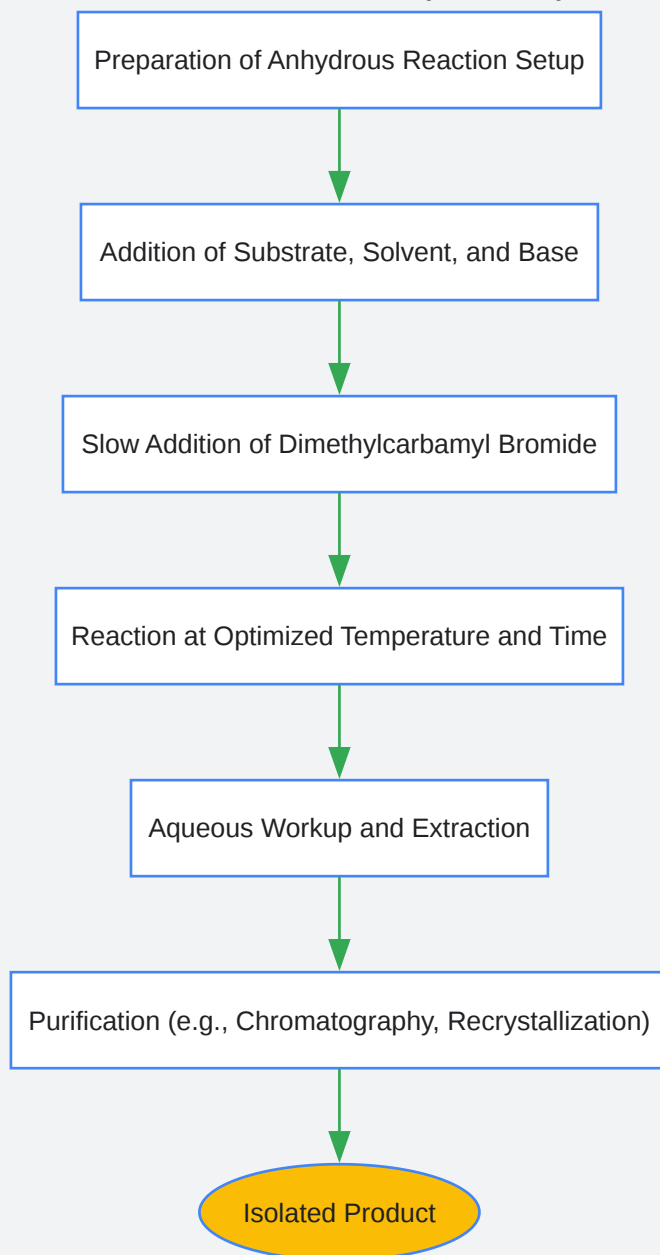 Preparation of Anhydrous Reaction Setup
Addition of Substrate, Solvent, and Base
Slow Addition of Dimethylcarbamyl Bromide
Reaction at Optimized Temperature and Time
Aqueous Workup and Extraction
Purification (e.g., Chromatography, Recrystallization)
Isolated Product